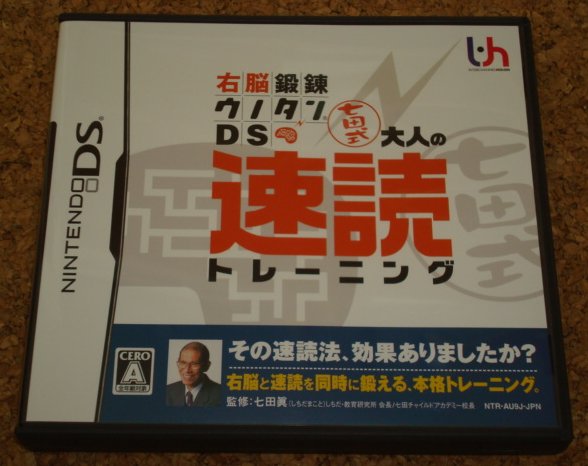 NINTENDO DS
右脳鍛錬
ウノタン
DS 七田式 大人の
速読
トレーニング
七田式
CERO
A
全年齢対象
その速読法、効果ありましたか?
右脳と速読を同時に鍛える、本格トレーニング。
監修:七田眞(しちだまこと)しちだ・教育研究所 会長/七田チャイルドアカデミー校長
NTR-AU9J-JPN